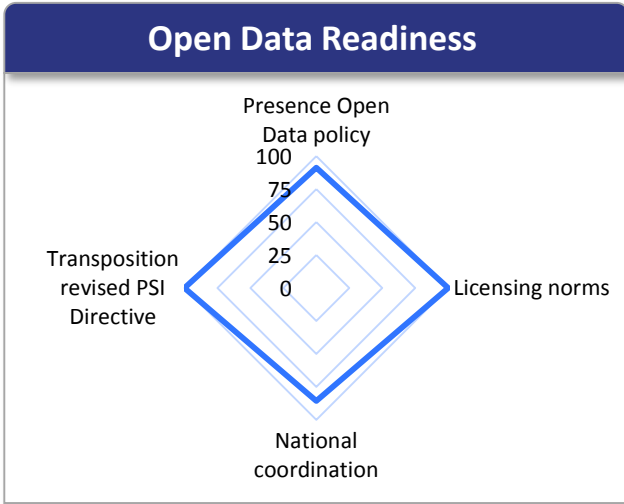 Open Data Readiness
Presence Open
Data policy
100
75
50
25
0
Transposition
revised PSI
Directive
Licensing norms
National
coordination